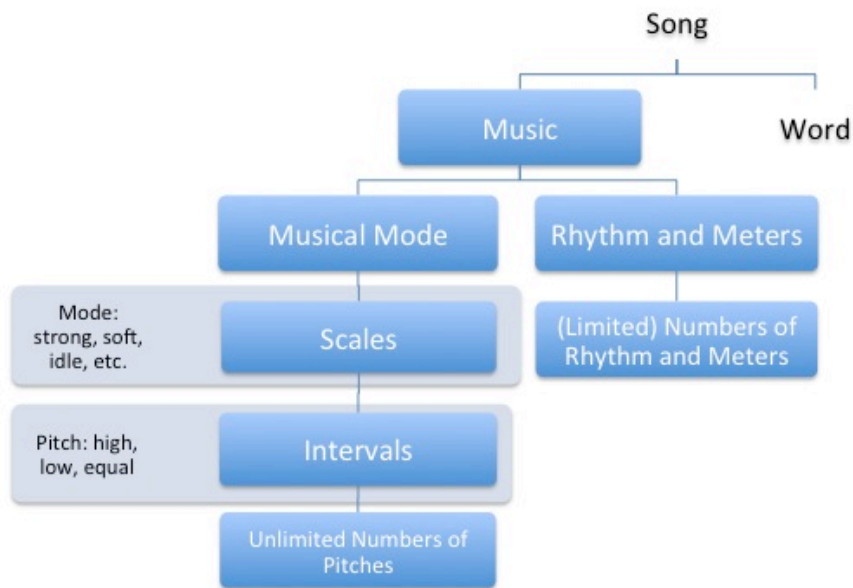 Song
Music
Word
Musical Mode
Rhythm and Meters
Mode:
strong, soft,
idle, etc.
Scales
(Limited) Numbers of
Rhythm and Meters
Pitch: high,
low, equal
Intervals
Unlimited Numbers of
Pitches